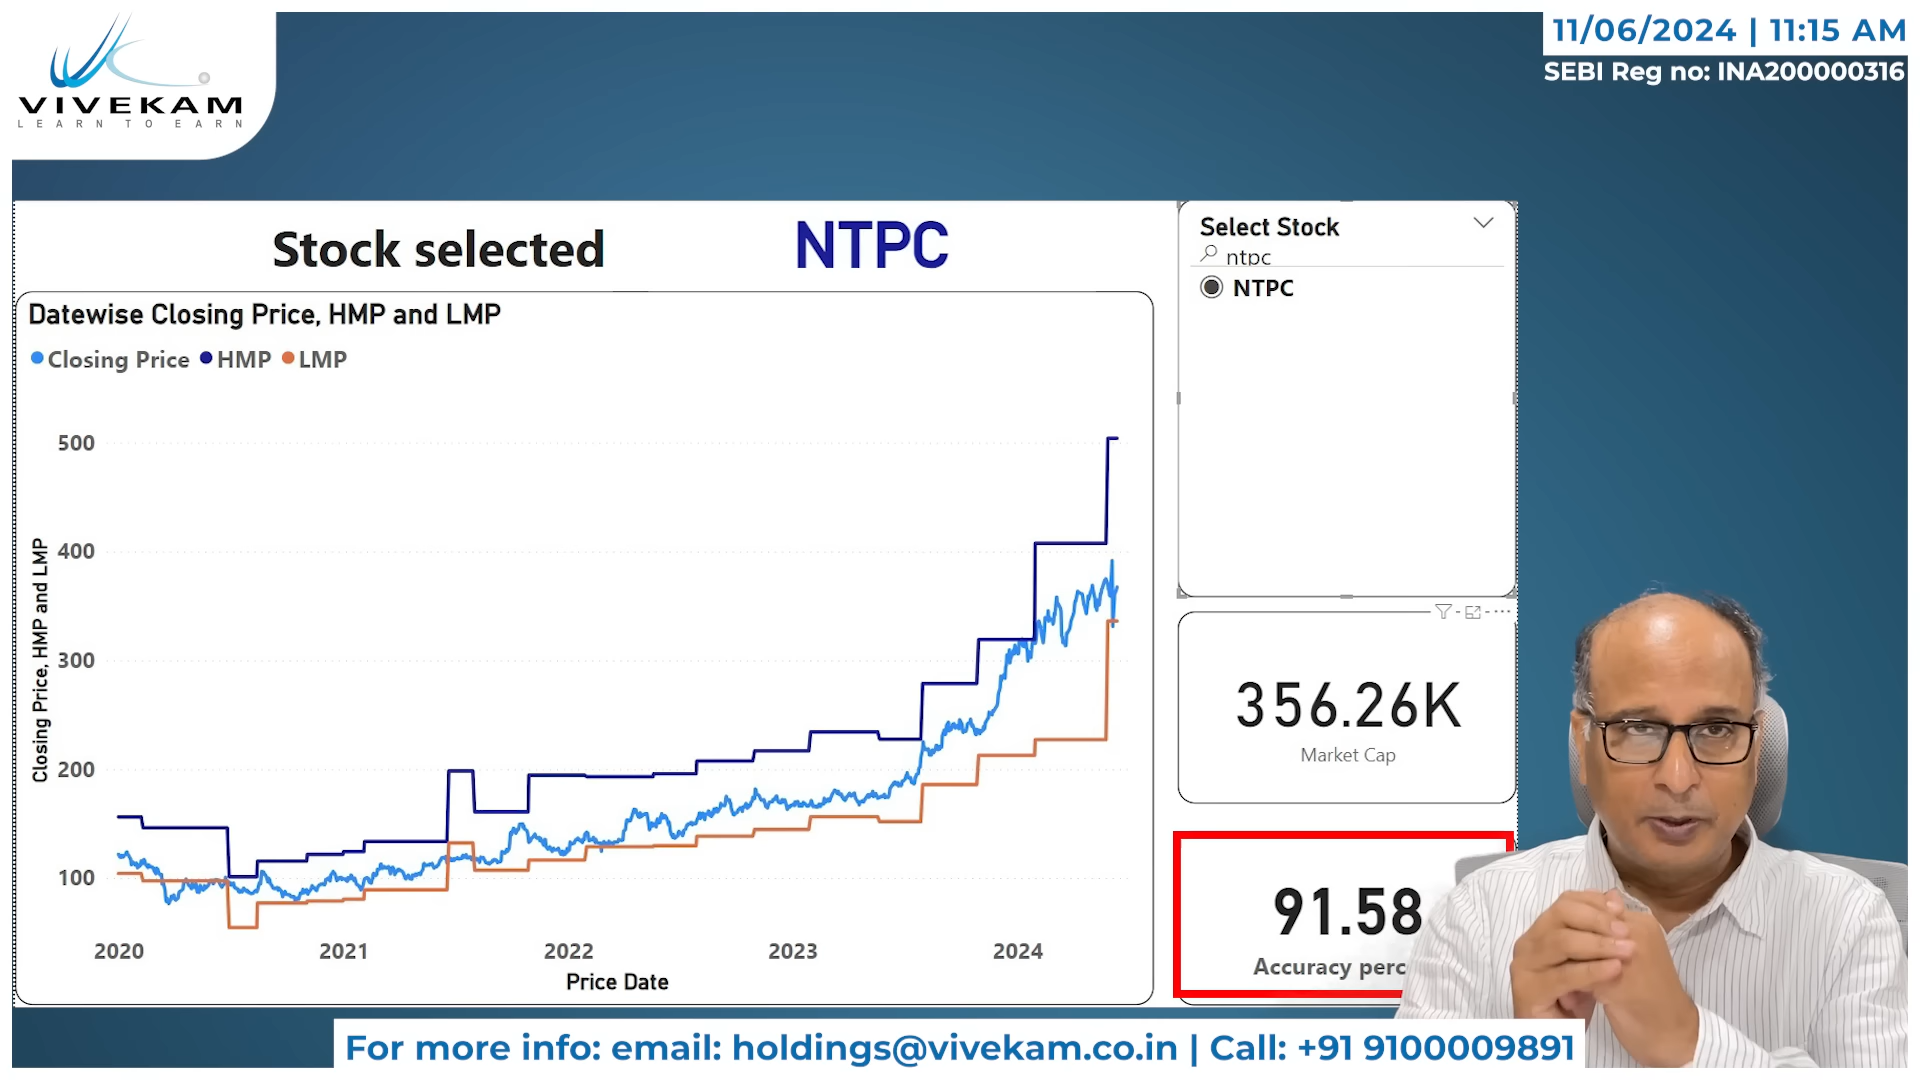 VIVEKAM
LEARN TO EARN
11/06/2024 | 11:15 AM
SEBI Reg no: INA200000316
Stock selected
NTPC
Select Stock
ntpc
NTPC
Datewise Closing Price, HMP and LMP
Closing Price HMP LMP
Closing Price, HMP and LMP
500
400
300
200
100
2020 2021 2022 2023 2024
Price Date
356.26K
Market Cap
91.58
Accuracy perc
For more info: email: holdings@vivekam.co.in | Call: +91 9100009891